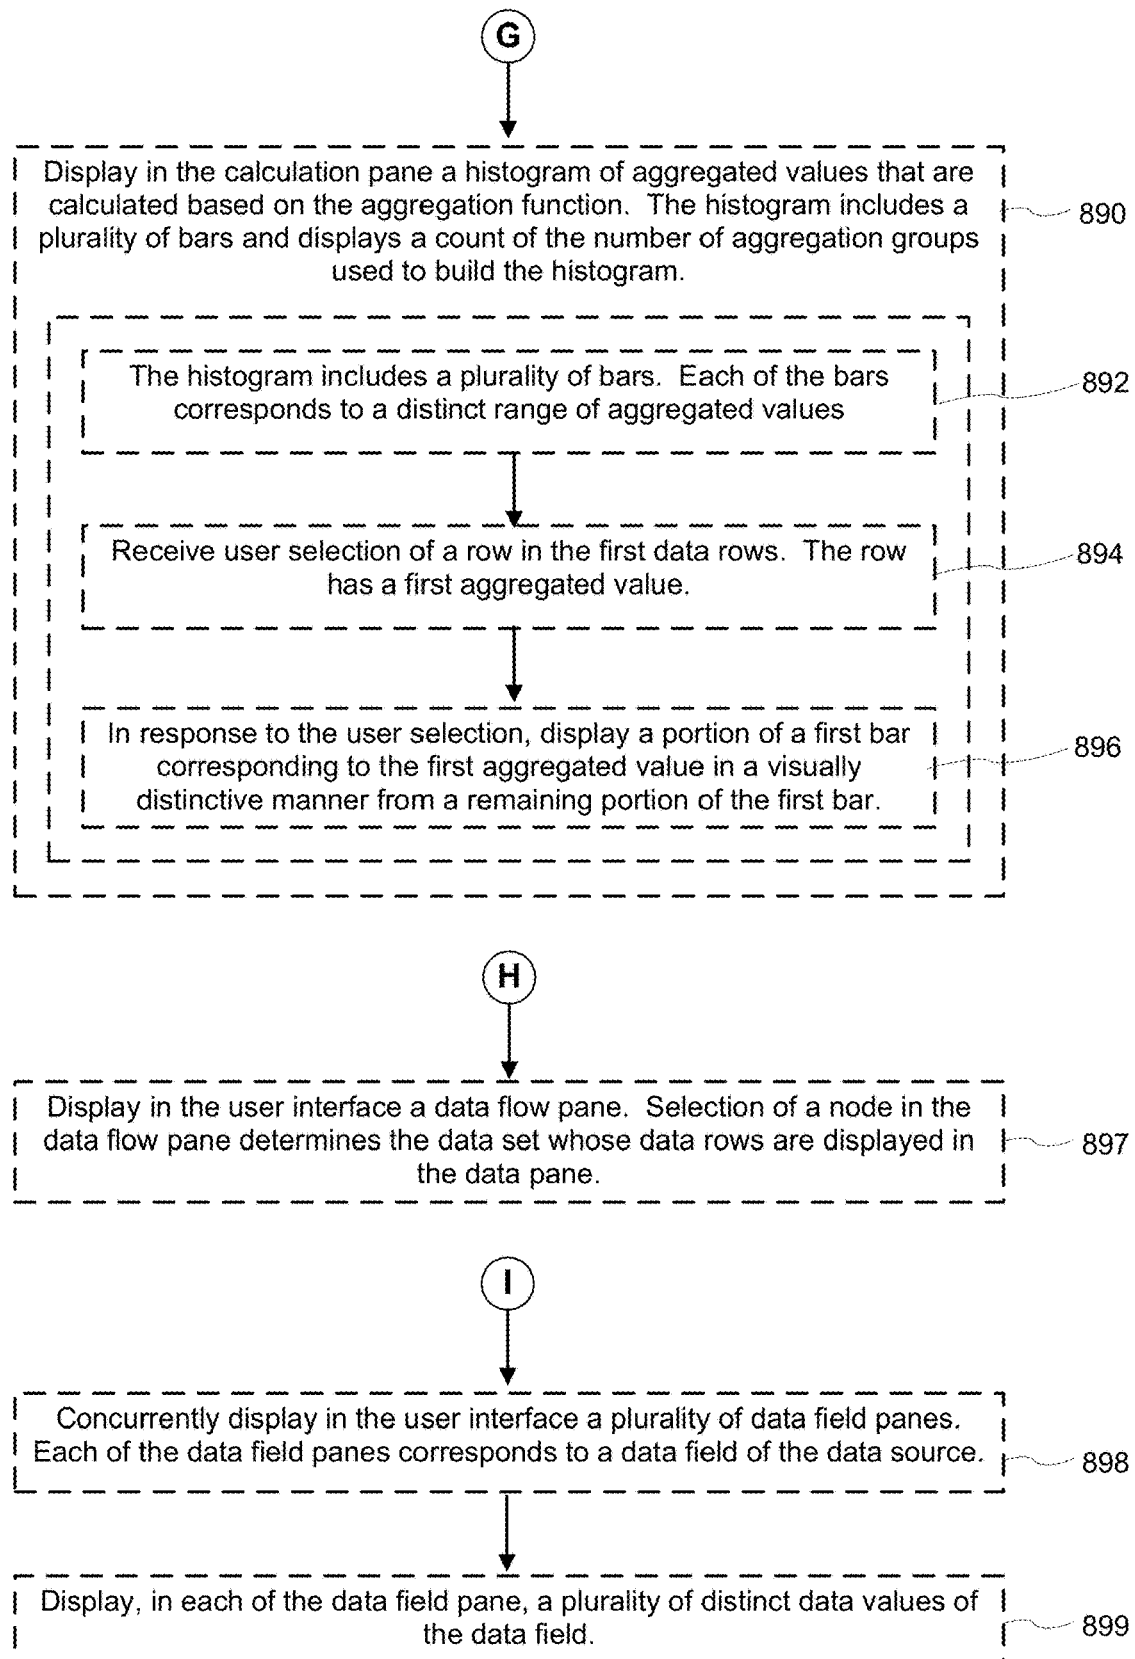 G
Display in the calculation pane a histogram of aggregated values that are
calculated based on the aggregation function. The histogram includes a
plurality of bars and displays a count of the number of aggregation groups
used to build the histogram.
890
The histogram includes a plurality of bars. Each of the bars
corresponds to a distinct range of aggregated values
892
Receive user selection of a row in the first data rows. The row
has a first aggregated value.
894
In response to the user selection, display a portion of a first bar
corresponding to the first aggregated value in a visually
distinctive manner from a remaining portion of the first bar.
896
H
Display in the user interface a data flow pane. Selection of a node in the
data flow pane determines the data set whose data rows are displayed in
the data pane.
897
I
Concurrently display in the user interface a plurality of data field panes.
Each of the data field panes corresponds to a data field of the data source.
898
Display, in each of the data field pane, a plurality of distinct data values of
the data field.
899